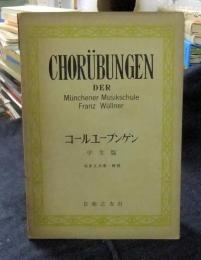 CHORÜBUNGEN
DER
Münchener Musikschule
Franz Wüllner
コールユーブンゲン
学生版
音楽之友社